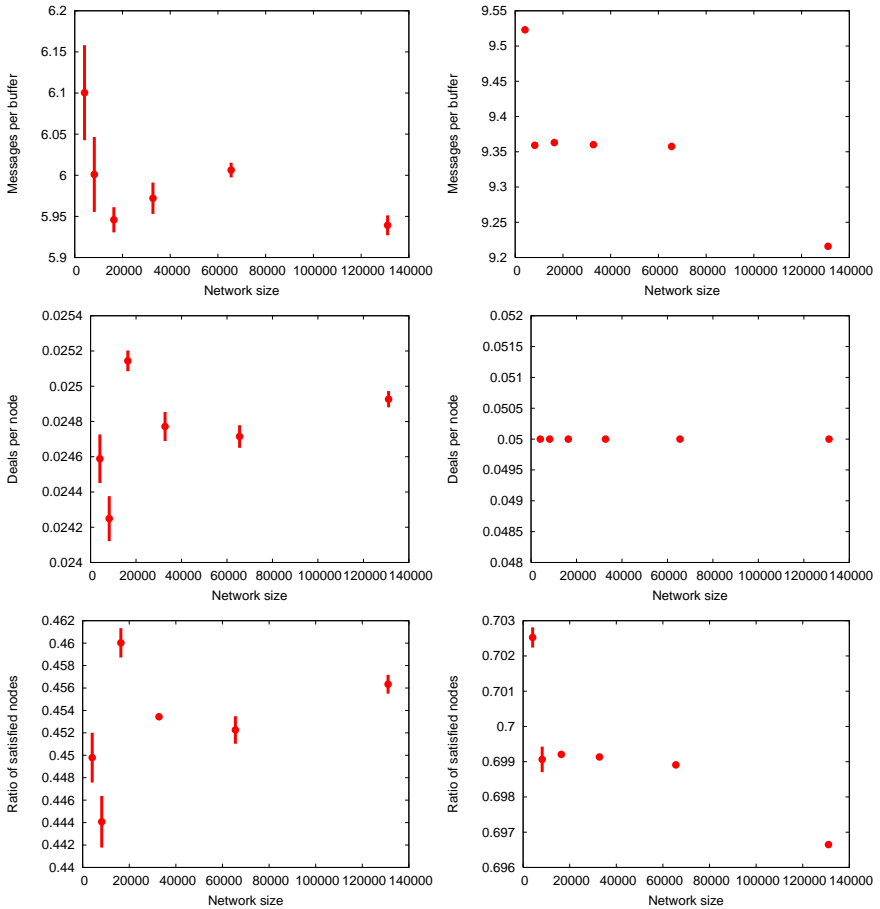 6.2
6.15
6.1
6.05
6
5.95
5.9
Messages per buffer
0 20000 40000 60000 80000 100000 120000 140000
Network size
9.55
9.5
9.45
9.4
9.35
9.3
9.25
9.2
Messages per buffer
0 20000 40000 60000 80000 100000 120000 140000
Network size
0.0254
0.0252
0.025
0.0248
0.0246
0.0244
0.0242
0.024
Deals per node
0 20000 40000 60000 80000 100000 120000 140000
Network size
0.052
0.0515
0.051
0.0505
0.05
0.0495
0.049
0.0485
0.048
Deals per node
0 20000 40000 60000 80000 100000 120000 140000
Network size
0.462
0.46
0.458
0.456
0.454
0.452
0.45
0.448
0.446
0.444
0.442
0.44
Ratio of satisfied nodes
0 20000 40000 60000 80000 100000 120000 140000
Network size
0.703
0.702
0.701
0.7
0.699
0.698
0.697
0.696
Ratio of satisfied nodes
0 20000 40000 60000 80000 100000 120000 140000
Network size